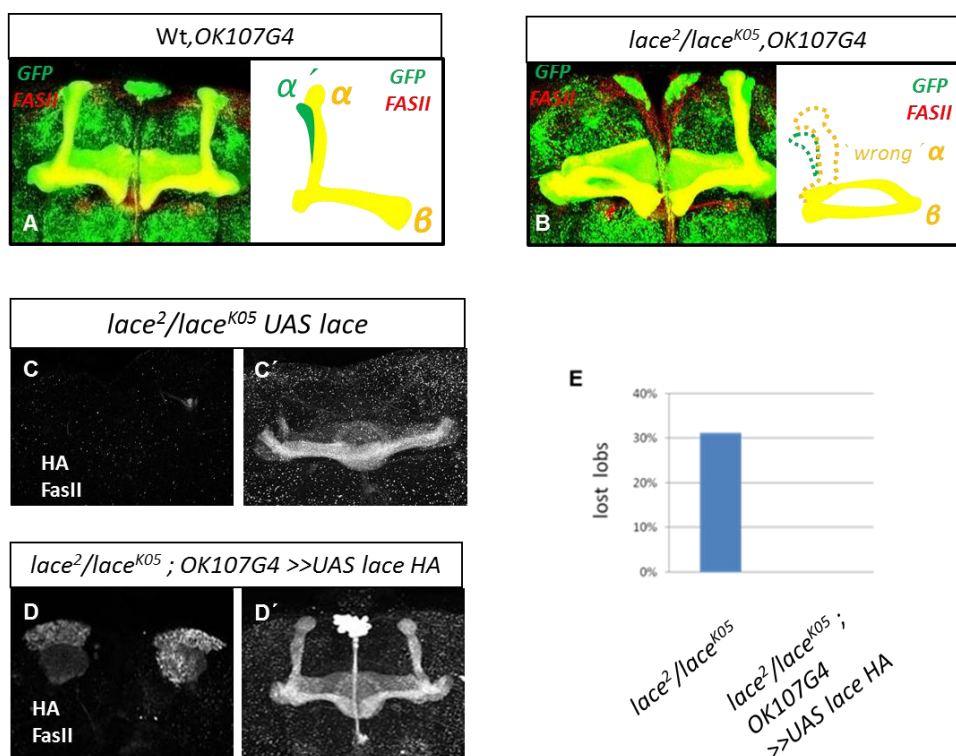 Wt,OK107G4
GFP
FASII
α´
α
GFP
FASII
β
A
lace²/laceᴷ⁰⁵,OK107G4
GFP
FASII
GFP
FASII
´wrong´ α
β
B
lace²/laceᴷ⁰⁵ UAS lace
C
HA
FasII
C´
E
40%
30%
20%
10%
0%
lost lobs
lace²/laceᴷ⁰⁵
lace²/laceᴷ⁰⁵ ;
OK107G4
>>UAS lace HA
lace²/laceᴷ⁰⁵ ; OK107G4 >>UAS lace HA
D
HA
FasII
D´